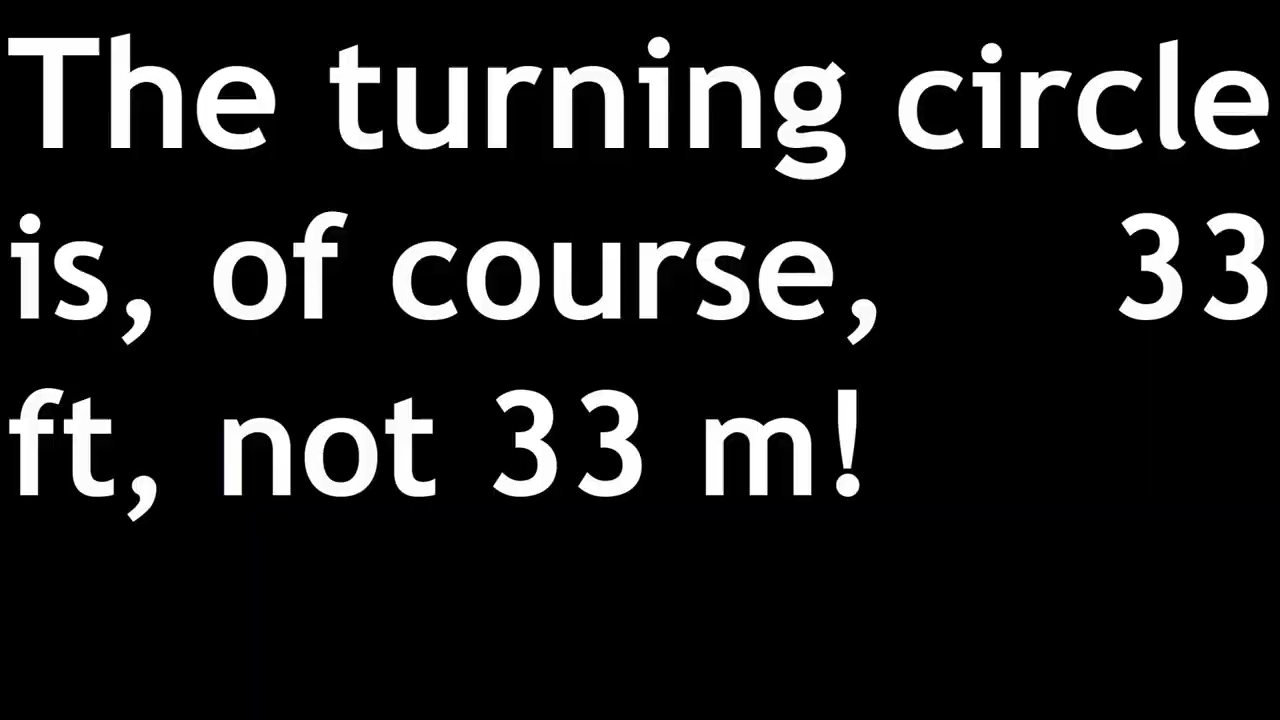 The turning circle
is, of course, 33
ft, not 33 m!